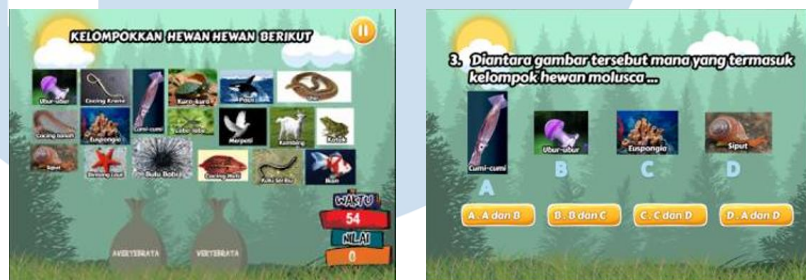 KELOMPOKKAN HEWAN HEWAN BERIKUT
Ubur-ubur
Cacing Kremi
Cumi-cumi
Kura-kura
Paus
Ular
Cacing tanah
Euspongia
Laba-laba
Merpati
Kambing
Katak
Siput
Bintang Laut
Bulu Babi
Cacing Hati
Kaki Seribu
Ikan
WAKTU
54
NILAI
0
AVERTEBRATA
VERTEBRATA
3. Diantara gambar tersebut mana yang termasuk
kelompok hewan molusca ...
Cumi-cumi
Ubur-ubur
Euspongia
Siput
A
B
C
D
A . A dan B
B . B dan C
C . C dan D
D . A dan D